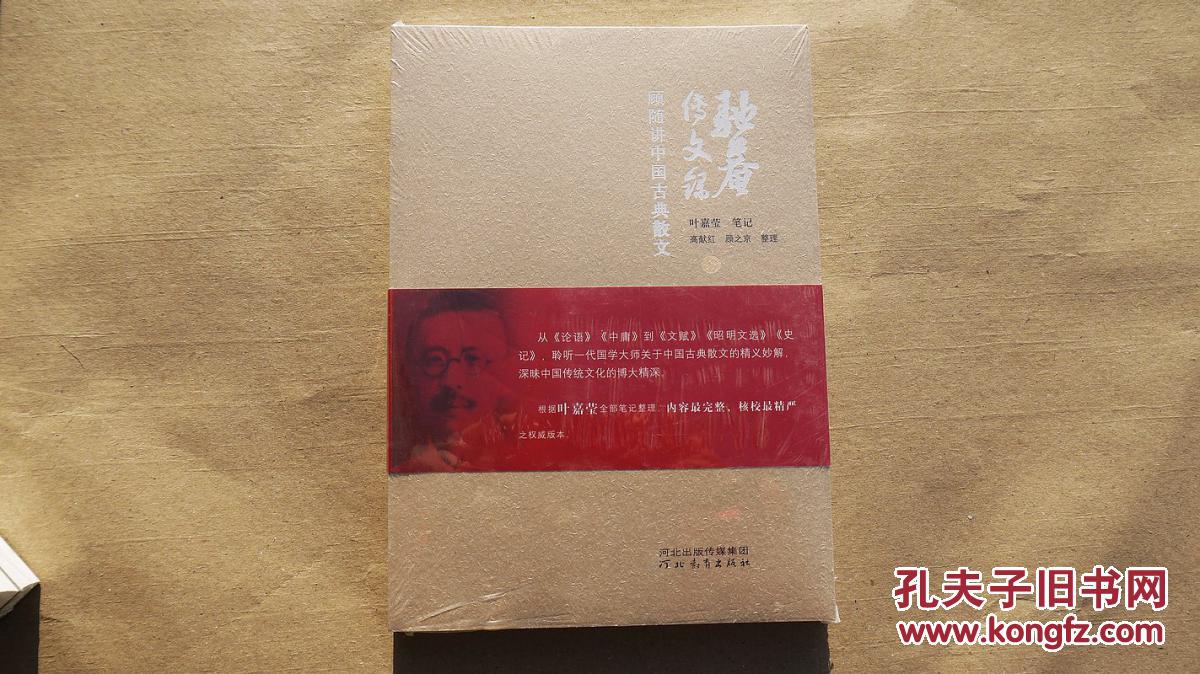 驰菴
传文録
顾随讲中国古典散文
叶嘉莹 笔记
高献红 顾之京 整理
从《论语》《中庸》到《文赋》《昭明文选》《史
记》，聆听一代国学大师关于中国古典散文的精义妙解，
深味中国传统文化的博大精深。
根据叶嘉莹全部笔记整理，内容最完整、核校最精严
之权威版本。
河北出版传媒集团
河北教育出版社
孔夫子旧书网
www.kongfz.com